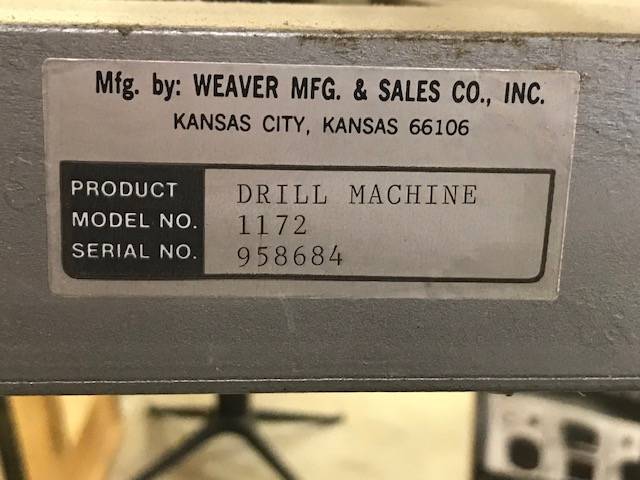 Mfg. by: WEAVER MFG. & SALES CO., INC.
KANSAS CITY, KANSAS 66106
PRODUCT DRILL MACHINE
MODEL NO. 1172
SERIAL NO. 958684